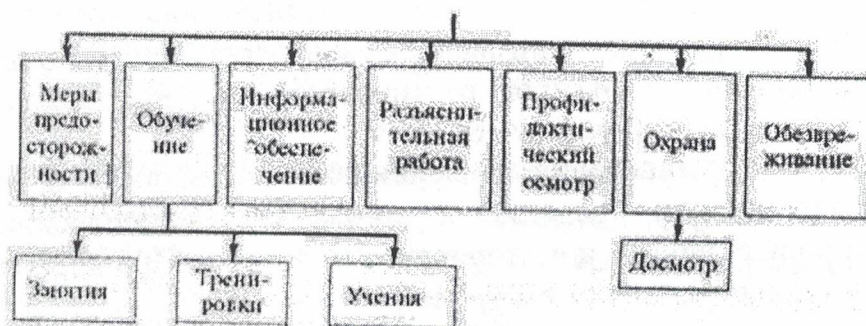 Меры
предо-
сторож-
ности
Обуче-
ние
Информа-
ционное
обеспе-
чение
Разъясни-
тельная
работа
Профи-
лакти-
ческий
осмотр
Охрана
Обезвре-
живание
Занятия
Трени-
ровки
Учения
Досмотр